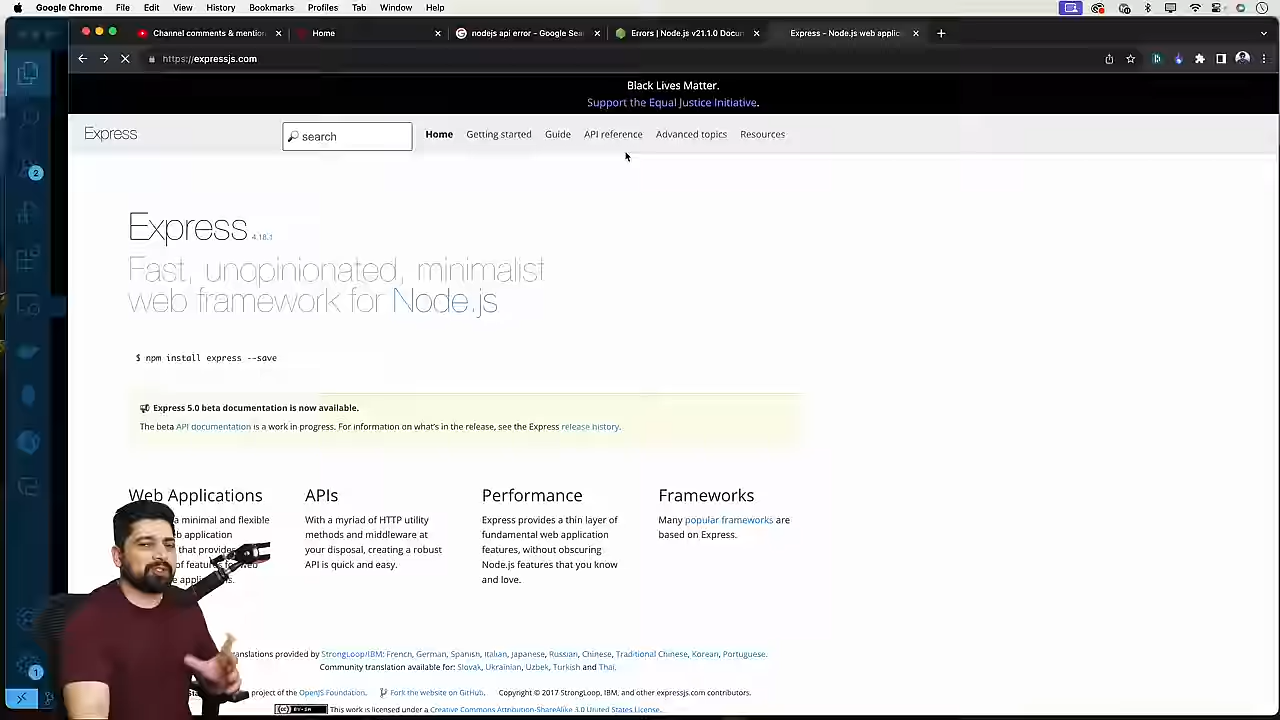 Google Chrome File Edit View History Bookmarks Profiles Tab Window Help
Channel comments & mention
Home
nodejs api error - Google Sea
Errors | Node.js v21.1.0 Docun
Express - Node.js web applic
https://expressjs.com
Black Lives Matter.
Support the Equal Justice Initiative.
Express
search
Home Getting started Guide API reference Advanced topics Resources
2
Express 4.18.1
Fast, unopinionated, minimalist
web framework for Node.js
$ npm install express --save
Express 5.0 beta documentation is now available.
The beta API documentation is a work in progress. For information on what's in the release, see the Express release history.
Web Applications
a minimal and flexible
application
that provide
of feature
APIs
With a myriad of HTTP utility
methods and middleware at
your disposal, creating a robust
API is quick and easy.
Performance
Express provides a thin layer of
fundamental web application
features, without obscuring
Node.js features that you know
and love.
Frameworks
Many popular frameworks are
based on Express.
translations provided by StrongLoop/IBM: French, German, Spanish, Italian, Japanese, Russian, Chinese, Traditional Chinese, Korean, Portuguese.
Community translation available for: Slovak, Ukrainian, Uzbek, Turkish and Thai.
1
project of the OpenJS Foundation. Fork the website on GitHub. Copyright © 2017 StrongLoop, IBM, and other expressjs.com contributors.
This work is licensed under a Creative Commons Attribution-ShareAlike 3.0 United States License.